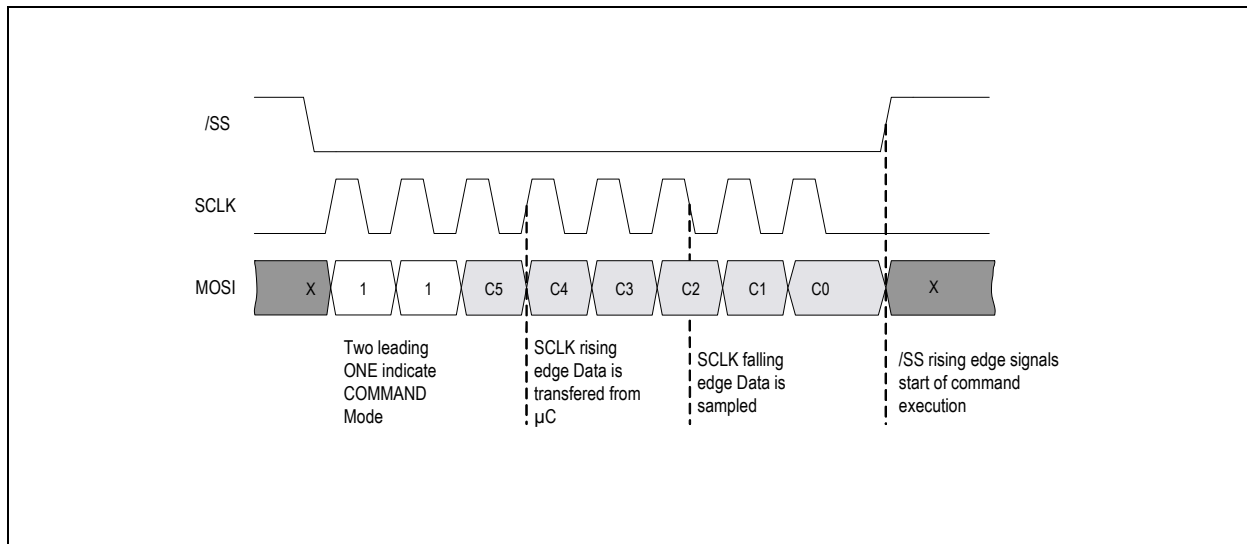 /SS
SCLK
MOSI
X 1 1 C5 C4 C3 C2 C1 C0 X
Two leading
ONE indicate
COMMAND
Mode
SCLK rising
edge Data is
transfered from
µC
SCLK falling
edge Data is
sampled
/SS rising edge signals
start of command
execution